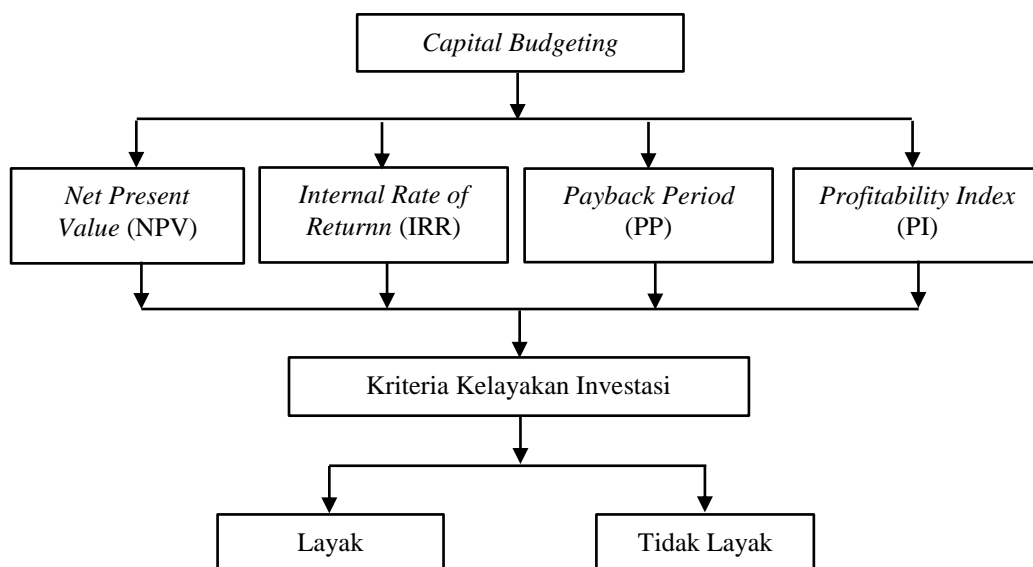 Capital Budgeting
Net Present
Value (NPV)
Internal Rate of
Returnn (IRR)
Payback Period
(PP)
Profitability Index
(PI)
Kriteria Kelayakan Investasi
Layak
Tidak Layak